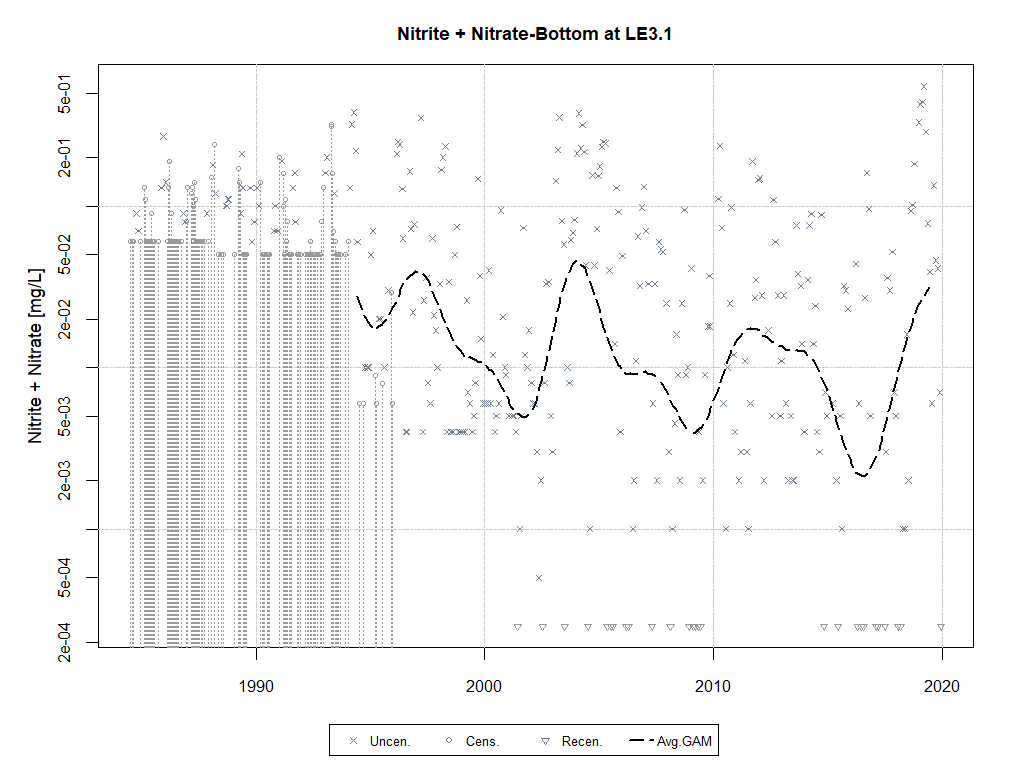 Nitrite + Nitrate-Bottom at LE3.1
Nitrite + Nitrate [mg/L]
5e-01
2e-01
5e-02
2e-02
5e-03
2e-03
5e-04
2e-04
1990 2000 2010 2020
Uncen. Cens. Recen. Avg.GAM